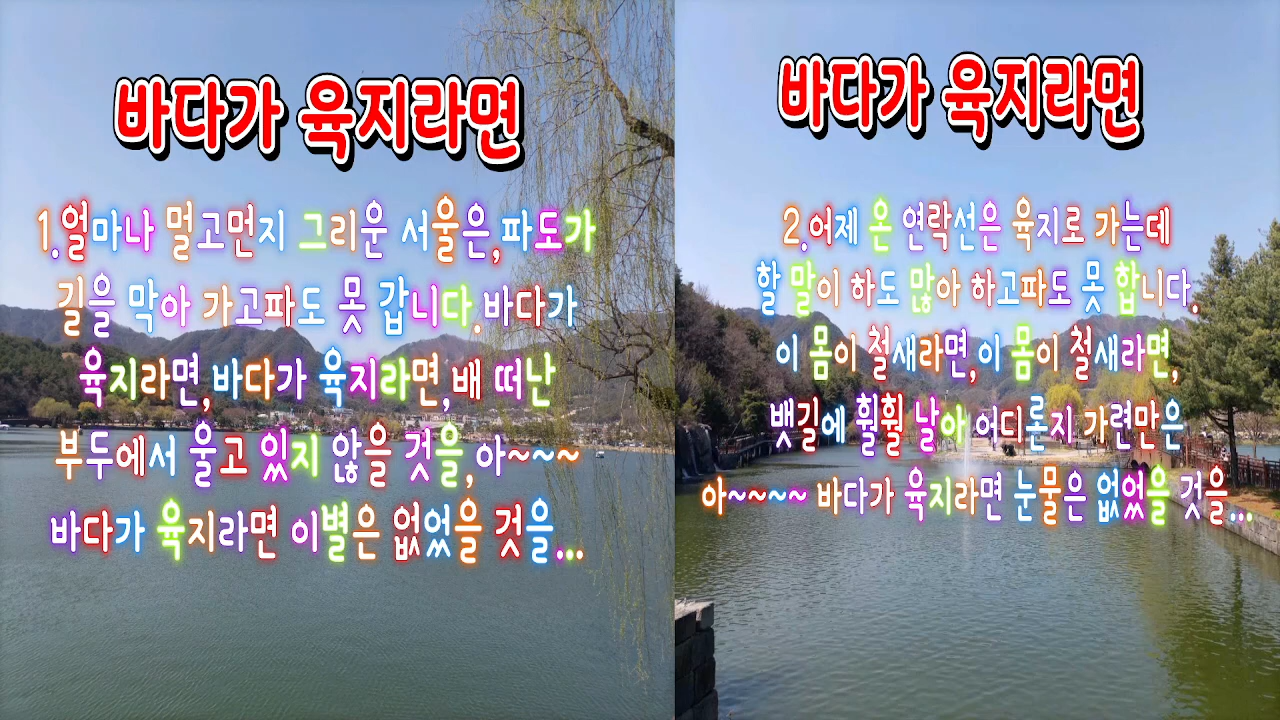 바다가 육지라면
1.얼마나 멀고먼지 그리운 서울은,파도가
길을 막아 가고파도 못 갑니다.바다가
육지라면,바다가 육지라면,배 떠난
부두에서 울고 있지 않을 것을,아~~~
바다가 육지라면 이별은 없었을 것을...
바다가 육지라면
2.어제 온 연락선은 육지로 가는데
할 말이 하도 많아 하고파도 못 합니다.
이 몸이 철새라면,이 몸이 철새라면,
뱃길에 훨훨 날아 어디론지 가련만은
아~~~~ 바다가 육지라면 눈물은 없었을 것을...